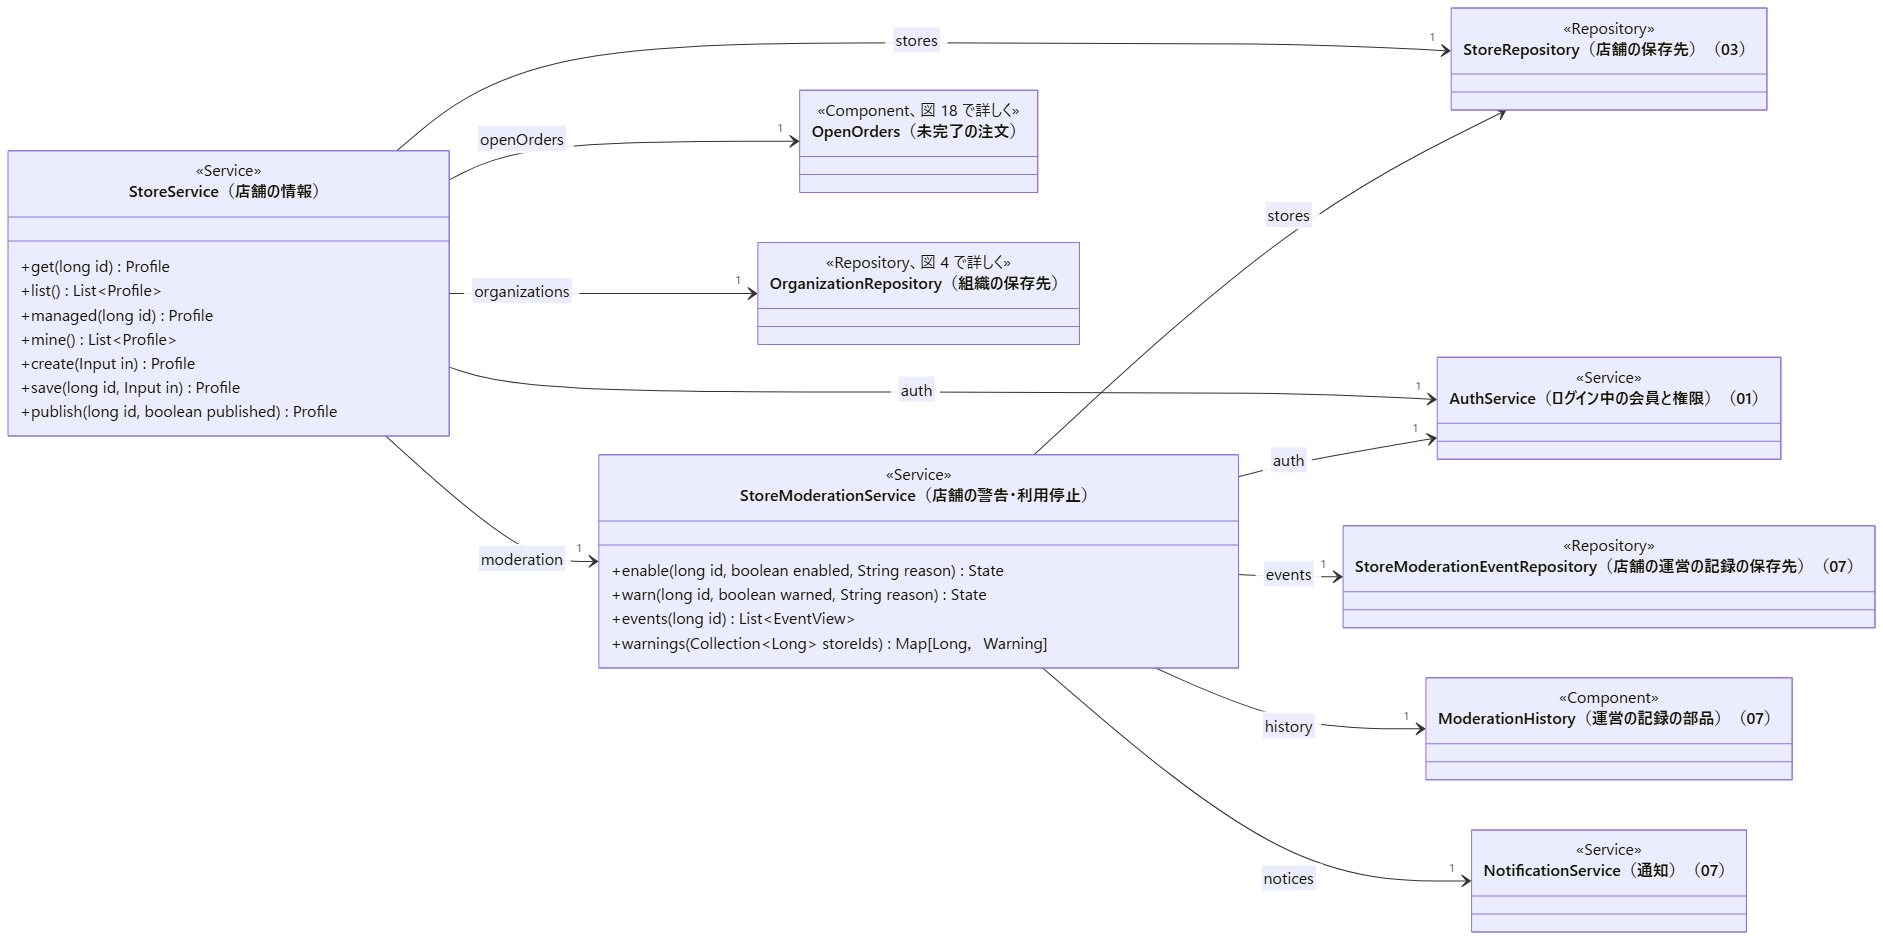 «Service»
StoreService（店舗の情報）
+get(long id) : Profile
+list() : List<Profile>
+managed(long id) : Profile
+mine() : List<Profile>
+create(Input in) : Profile
+save(long id, Input in) : Profile
+publish(long id, boolean published) : Profile
stores
1
«Repository»
StoreRepository（店舗の保存先）（03）
openOrders
1
«Component、図 18 で詳しく»
OpenOrders（未完了の注文）
organizations
1
«Repository、図 4 で詳しく»
OrganizationRepository（組織の保存先）
stores
auth
1
«Service»
AuthService（ログイン中の会員と権限）（01）
auth
1
moderation
1
«Service»
StoreModerationService（店舗の警告・利用停止）
+enable(long id, boolean enabled, String reason) : State
+warn(long id, boolean warned, String reason) : State
+events(long id) : List<EventView>
+warnings(Collection<Long> storeIds) : Map[Long， Warning]
events
1
«Repository»
StoreModerationEventRepository（店舗の運営の記録の保存先）（07）
history
1
«Component»
ModerationHistory（運営の記録の部品）（07）
notices
1
«Service»
NotificationService（通知）（07）